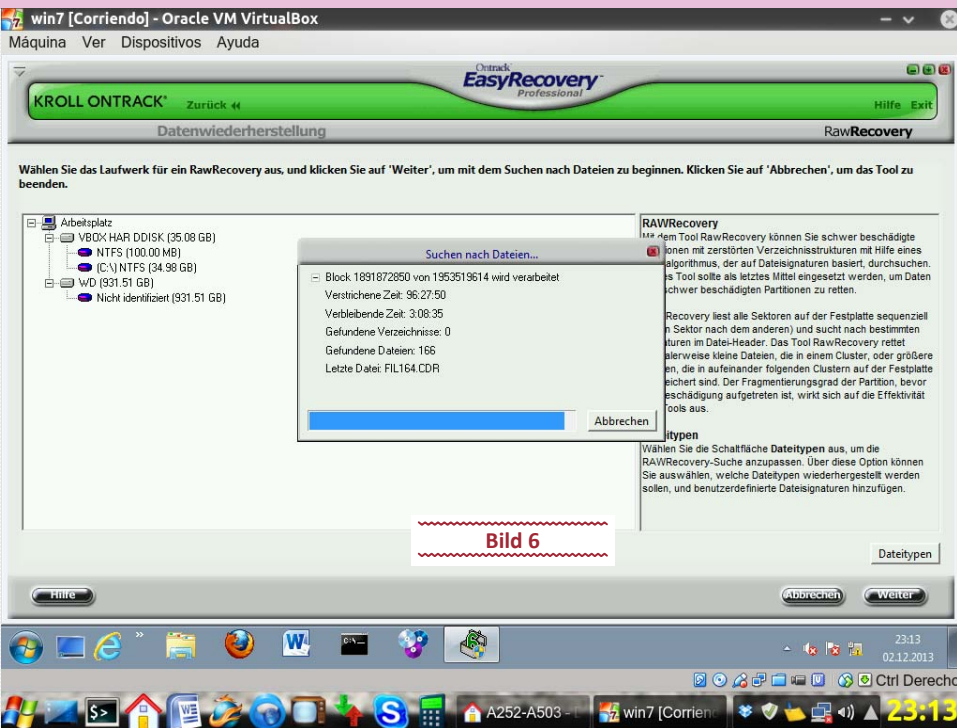 win7 [Corriendo] - Oracle VM VirtualBox
Máquina Ver Dispositivos Ayuda
Ontrack
EasyRecovery
Professional
KROLL ONTRACK Zurück
Hilfe Exit
Datenwiederherstellung
RawRecovery
Wählen Sie das Laufwerk für ein RawRecovery aus, und klicken Sie auf 'Weiter', um mit dem Suchen nach Dateien zu beginnen. Klicken Sie auf 'Abbrechen', um das Tool zu
beenden.
Arbeitsplatz
VBOX HAR DDISK (35.08 GB)
NTFS (100.00 MB)
(C:\) NTFS (34.98 GB)
WD (931.51 GB)
Nicht identifiziert (931.51 GB)
Suchen nach Dateien...
Block 1891872850 von 1953519614 wird verarbeitet
Verstrichene Zeit: 96:27:50
Verbleibende Zeit: 3:08:35
Gefundene Verzeichnisse: 0
Gefundene Dateien: 166
Letzte Datei: FIL164.CDR
Abbrechen
RAWRecovery
dem Tool RawRecovery können Sie schwer beschädigte
ionen mit zerstörten Verzeichnisstrukturen mit Hilfe eines
algorithmus, der auf Dateisignaturen basiert, durchsuchen.
s Tool sollte als letztes Mittel eingesetzt werden, um Daten
schwer beschädigten Partitionen zu retten.
Recovery liest alle Sektoren auf der Festplatte sequenziell
n Sektor nach dem anderen) und sucht nach bestimmten
turen im Datei-Header. Das Tool RawRecovery rettet
alerweise kleine Dateien, die in einem Cluster, oder größere
en, die in aufeinander folgenden Clustern auf der Festplatte
eichert sind. Der Fragmentierungsgrad der Partition, bevor
eschädigung aufgetreten ist, wirkt sich auf die Effektivität
Tools aus.
itypen
Wählen Sie die Schaltfläche Dateitypen aus, um die
RAWRecovery-Suche anzupassen. Über diese Option können
Sie auswählen, welche Dateitypen wiederhergestellt werden
sollen, und benutzerdefinierte Dateisignaturen hinzufügen.
Bild 6
Dateitypen
Hilfe
Abbrechen
Weiter
23:13
02.12.2013
Ctrl Derecho
A252-A503 -
win7 [Corrien
23:13